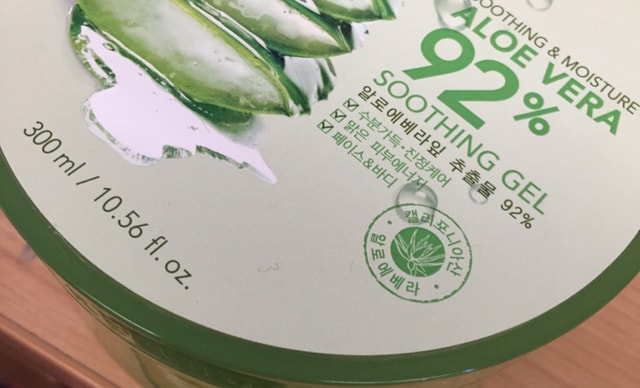 SOOTHING & MOISTURE
ALOE VERA
92%
SOOTHING GEL
알로에베라잎 추출물 92%
수분가득, 진정케어
맑은 피부에너지
페이스&바디
캘리포니아산
알로에베라
300 ml / 10.56 fl. oz.